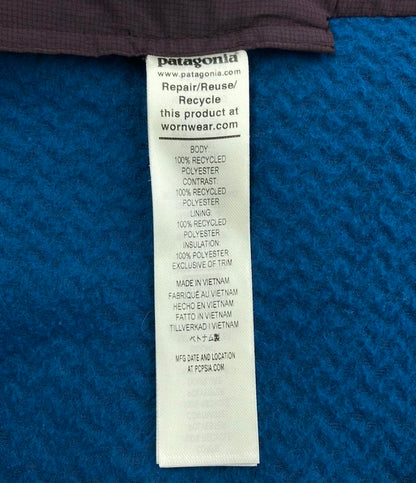 patagonia
www.patagonia.com
Repair/Reuse/
Recycle
this product at
wornwear.com
BODY:
100% RECYCLED
POLYESTER
CONTRAST:
100% RECYCLED
POLYESTER
LINING:
100% RECYCLED
POLYESTER
INSULATION:
100% RECYCLED
POLYESTER
EXCLUSIVE OF TRIM
MADE IN VIETNAM
FABRIQUÉ AU VIETNAM
HECHO EN VIETNAM
FATTO IN VIETNAM
TILLVERKAD I VIETNAM
ベトナム製
MFG DATE AND LOCATION
AT PCPSIA.COM